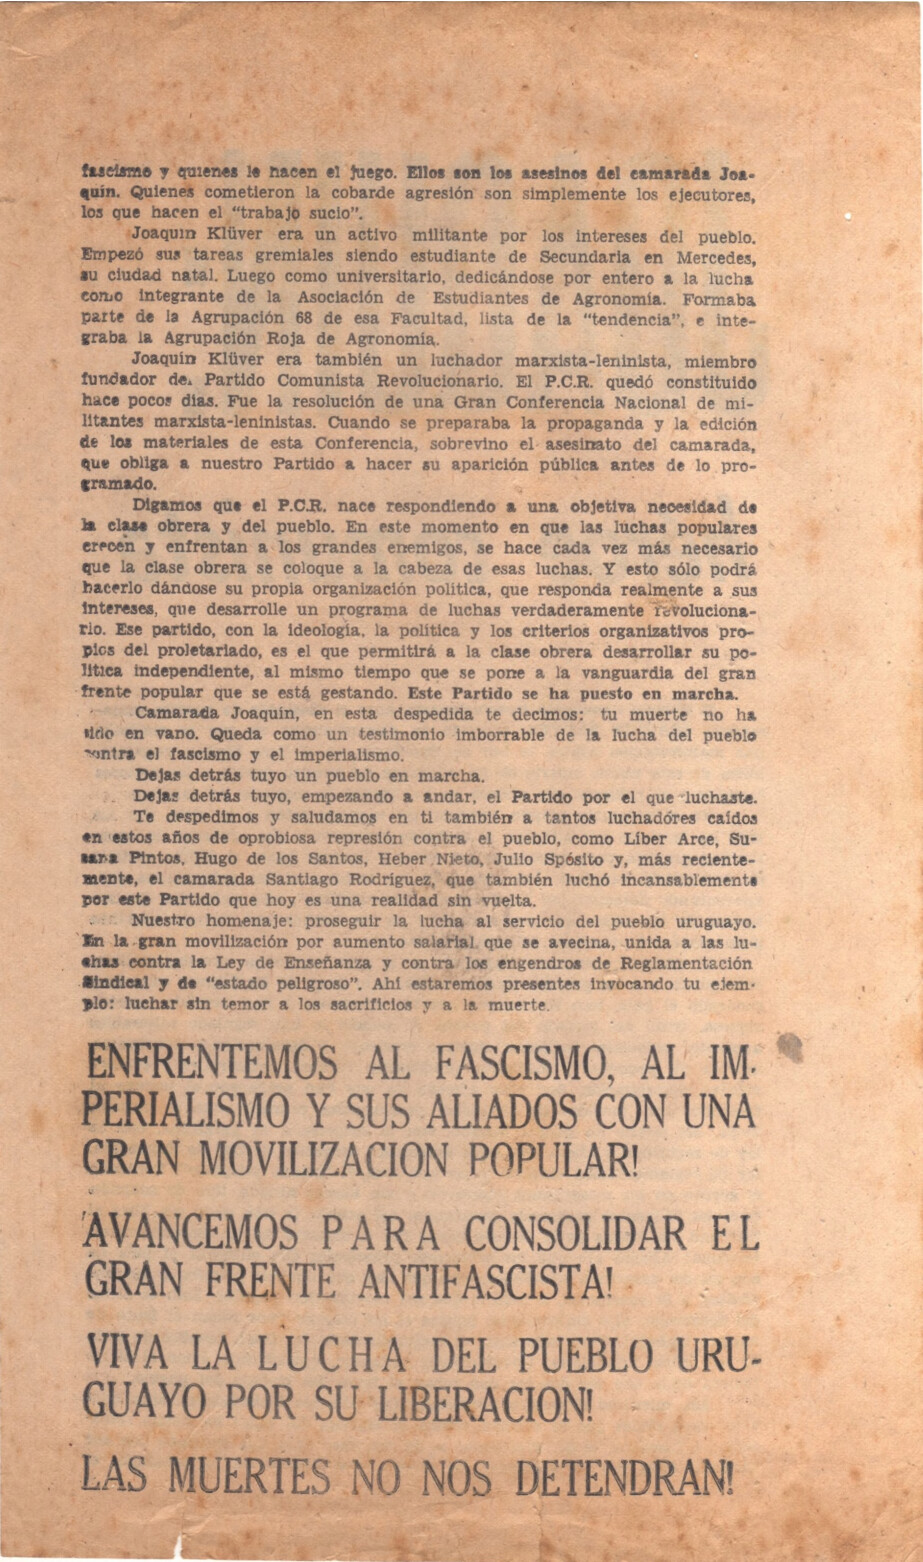 fascismo y quienes le hacen el juego. Ellos son los asesinos del camarada Joa-
quín. Quienes cometieron la cobarde agresión son simplemente los ejecutores,
los que hacen el “trabajo sucio”.
Joaquín Klüver era un activo militante por los intereses del pueblo.
Empezó sus tareas gremiales siendo estudiante de Secundaria en Mercedes,
su ciudad natal. Luego como universitario, dedicándose por entero a la lucha
como integrante de la Asociación de Estudiantes de Agronomía. Formaba
parte de la Agrupación 68 de esa Facultad, lista de la “tendencia”, e inte-
graba la Agrupación Roja de Agronomía.
Joaquín Klüver era también un luchador marxista-leninista, miembro
fundador del Partido Comunista Revolucionario. El P.C.R. quedó constituido
hace pocos días. Fue la resolución de una Gran Conferencia Nacional de mi-
litantes marxista-leninistas. Cuando se preparaba la propaganda y la edición
de los materiales de esta Conferencia, sobrevino el asesinato del camarada,
que obliga a nuestro Partido a hacer su aparición pública antes de lo pro-
gramado.
Digamos que el P.C.R. nace respondiendo a una objetiva necesidad de
la clase obrera y del pueblo. En este momento en que las luchas populares
crecen y enfrentan a los grandes enemigos, se hace cada vez más necesario
que la clase obrera se coloque a la cabeza de esas luchas. Y esto sólo podrá
hacerlo dándose su propia organización política, que responda realmente a sus
intereses, que desarrolle un programa de luchas verdaderamente revoluciona-
rio. Ese partido, con la ideología, la política y los criterios organizativos pro-
pios del proletariado, es el que permitirá a la clase obrera desarrollar su po-
lítica independiente, al mismo tiempo que se pone a la vanguardia del gran
frente popular que se está gestando. Este Partido se ha puesto en marcha.
Camarada Joaquín, en esta despedida te decimos: tu muerte no ha
sido en vano. Queda como un testimonio imborrable de la lucha del pueblo
contra el fascismo y el imperialismo.
Dejas detrás tuyo un pueblo en marcha.
Dejas detrás tuyo, empezando a andar, el Partido por el que luchaste.
Te despedimos y saludamos en ti también a tantos luchadores caídos
en estos años de oprobiosa represión contra el pueblo, como Líber Arce, Su-
sana Pintos, Hugo de los Santos, Heber Nieto, Julio Spósito y, más reciente-
mente, el camarada Santiago Rodríguez, que también luchó incansablemente
por este Partido que hoy es una realidad sin vuelta.
Nuestro homenaje: proseguir la lucha al servicio del pueblo uruguayo.
En la gran movilización por aumento salarial que se avecina, unida a las lu-
chas contra la Ley de Enseñanza y contra los engendros de Reglamentación
Sindical y de “estado peligroso”. Ahí estaremos presentes invocando tu ejem-
plo: luchar sin temor a los sacrificios y a la muerte.
ENFRENTEMOS AL FASCISMO, AL IM-
PERIALISMO Y SUS ALIADOS CON UNA
GRAN MOVILIZACION POPULAR!
AVANCEMOS PARA CONSOLIDAR EL
GRAN FRENTE ANTIFASCISTA!
VIVA LA LUCHA DEL PUEBLO URU-
GUAYO POR SU LIBERACION!
LAS MUERTES NO NOS DETENDRAN!